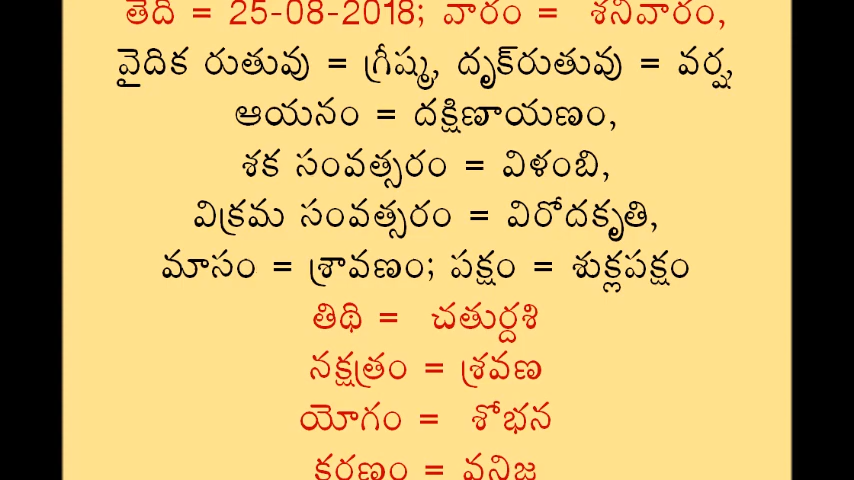 తేది = 25-08-2018; వారం = శనివారం,
వైదిక రుతువు = గ్రీష్మ, దృక్‌రుతువు = వర్ష,
ఆయనం = దక్షిణాయణం,
శక సంవత్సరం = విళంబి,
విక్రమ సంవత్సరం = విరోదకృతి,
మాసం = శ్రావణం; పక్షం = శుక్లపక్షం
తిథి = చతుర్దశి
నక్షత్రం = శ్రవణ
యోగం = శోభన
కరణం = వనిజ